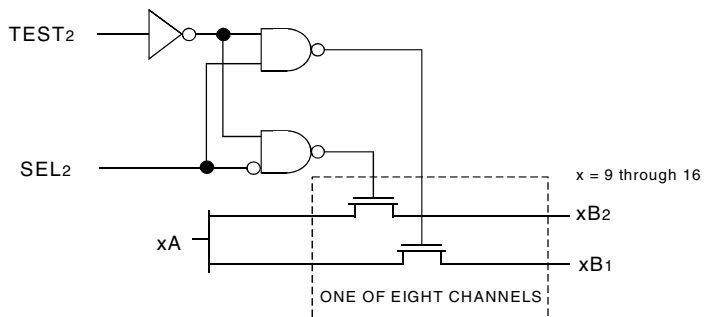 TEST2
SEL2
x = 9 through 16
xB2
xA
xB1
ONE OF EIGHT CHANNELS